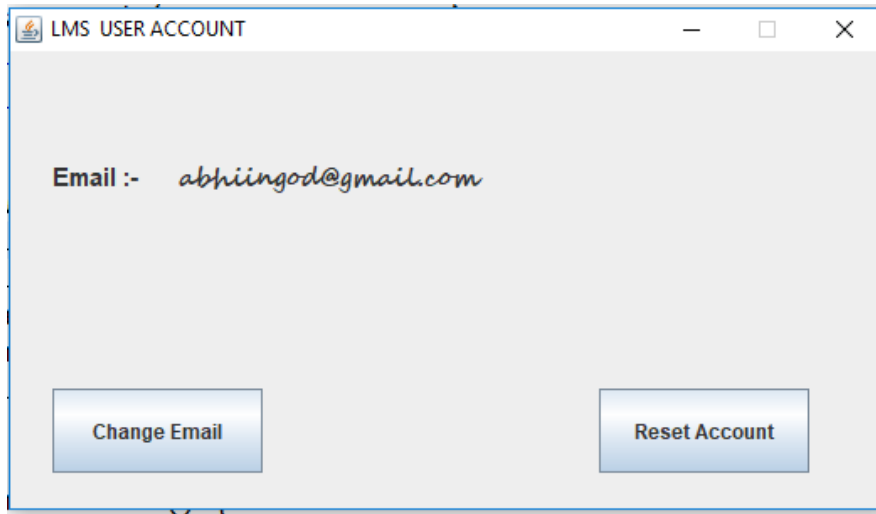 LMS USER ACCOUNT
Email :- abhiingod@gmail.com
Change Email
Reset Account